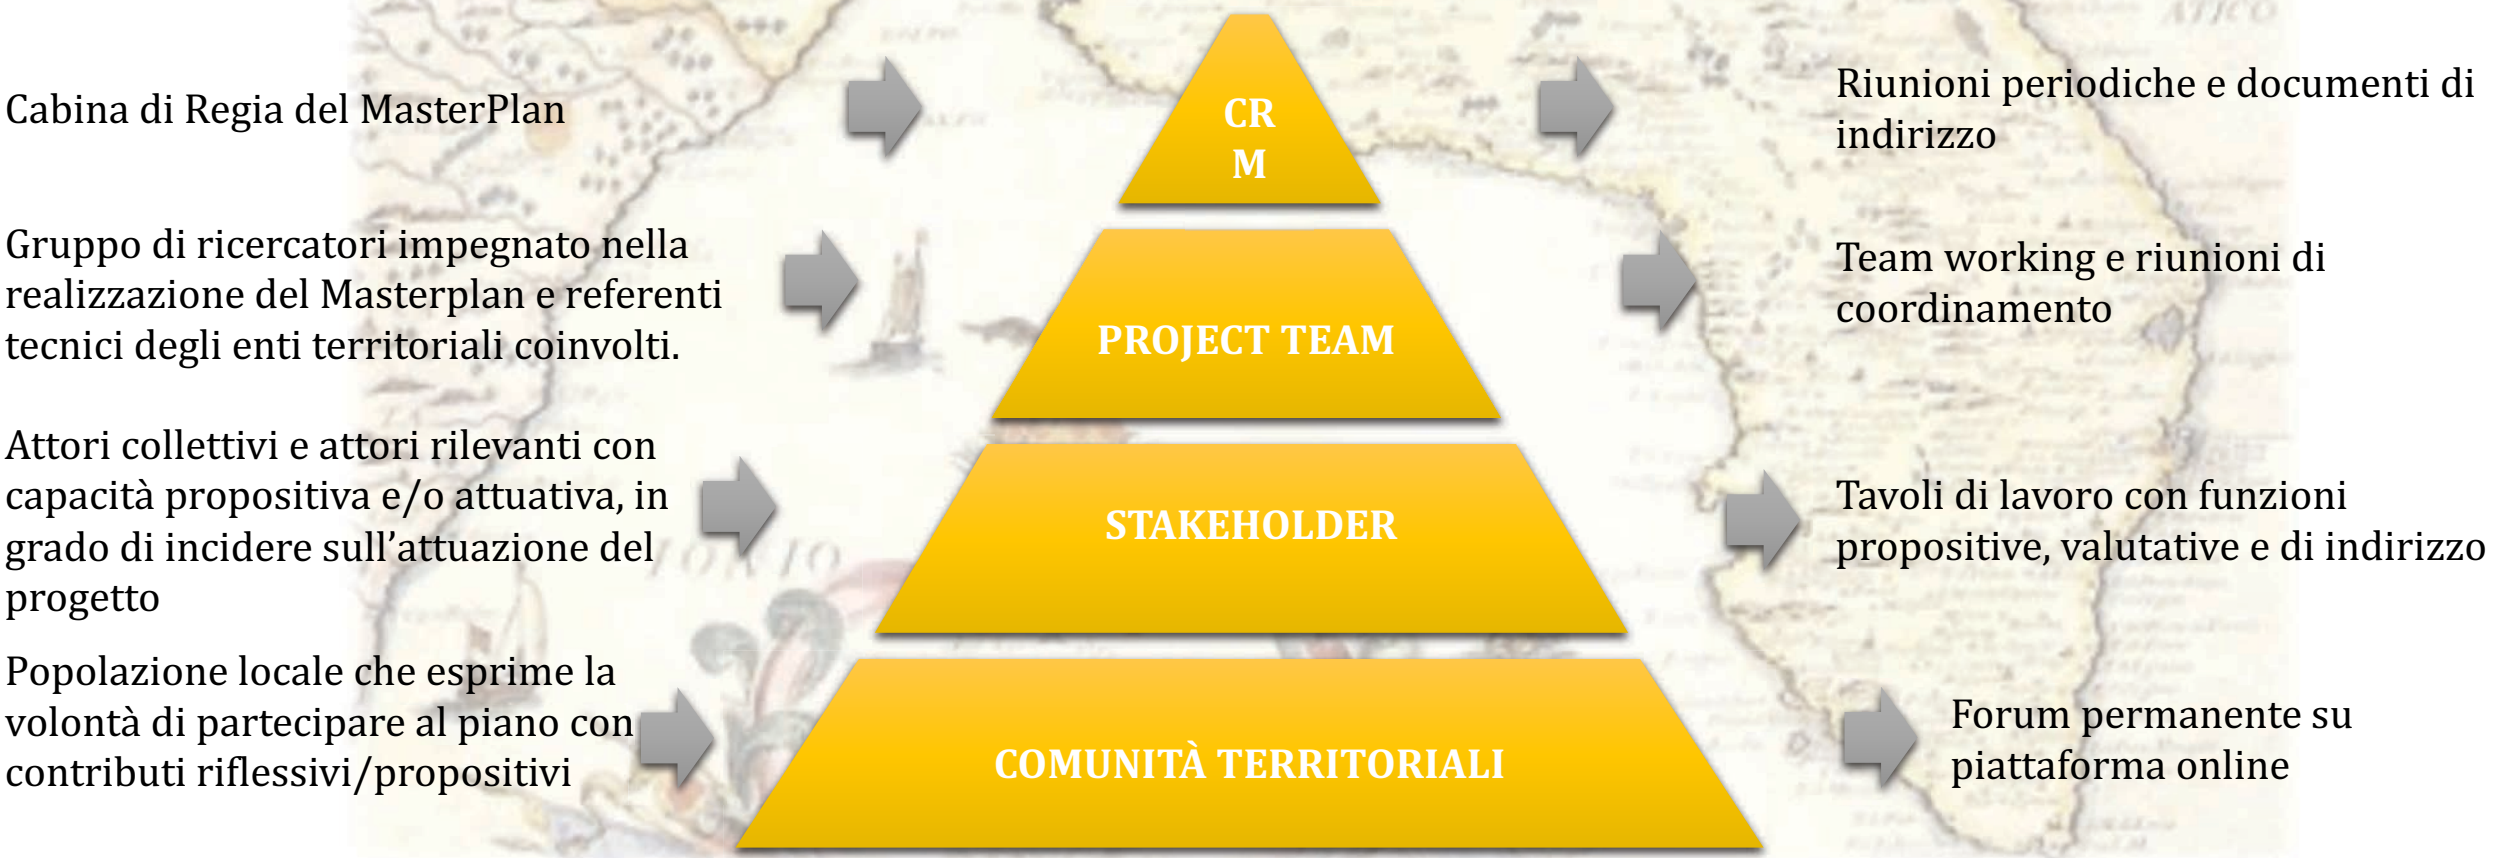 Cabina di Regia del MasterPlan
CR
M
Riunioni periodiche e documenti di
indirizzo
Gruppo di ricercatori impegnato nella
realizzazione del Masterplan e referenti
tecnici degli enti territoriali coinvolti.
PROJECT TEAM
Team working e riunioni di
coordinamento
Attori collettivi e attori rilevanti con
capacità propositiva e/o attuativa, in
grado di incidere sull’attuazione del
progetto
STAKEHOLDER
Tavoli di lavoro con funzioni
propositive, valutative e di indirizzo
Popolazione locale che esprime la
volontà di partecipare al piano con
contributi riflessivi/propositivi
COMUNITÀ TERRITORIALI
Forum permanente su
piattaforma online